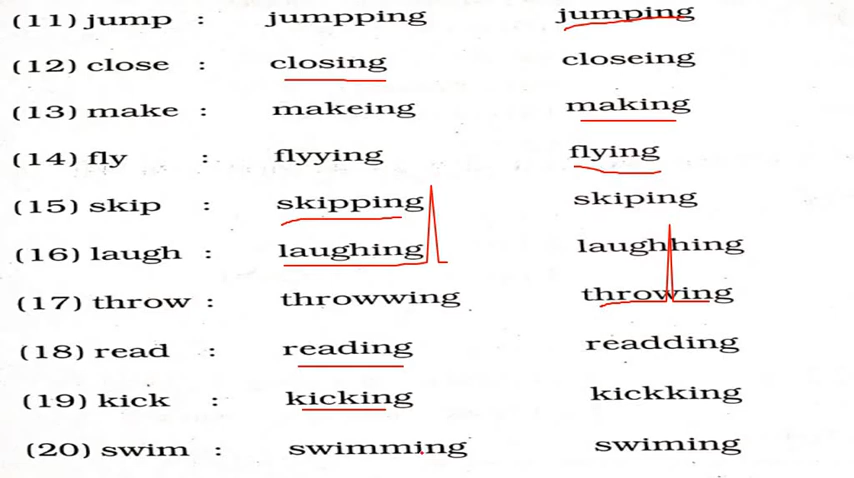 (11) jump : jumpping jumping
(12) close : closing closeing
(13) make : makeing making
(14) fly : flyying flying
(15) skip : skipping skiping
(16) laugh : laughing laughhing
(17) throw : throwwing throwing
(18) read : reading readding
(19) kick : kicking kickking
(20) swim : swimming swiming